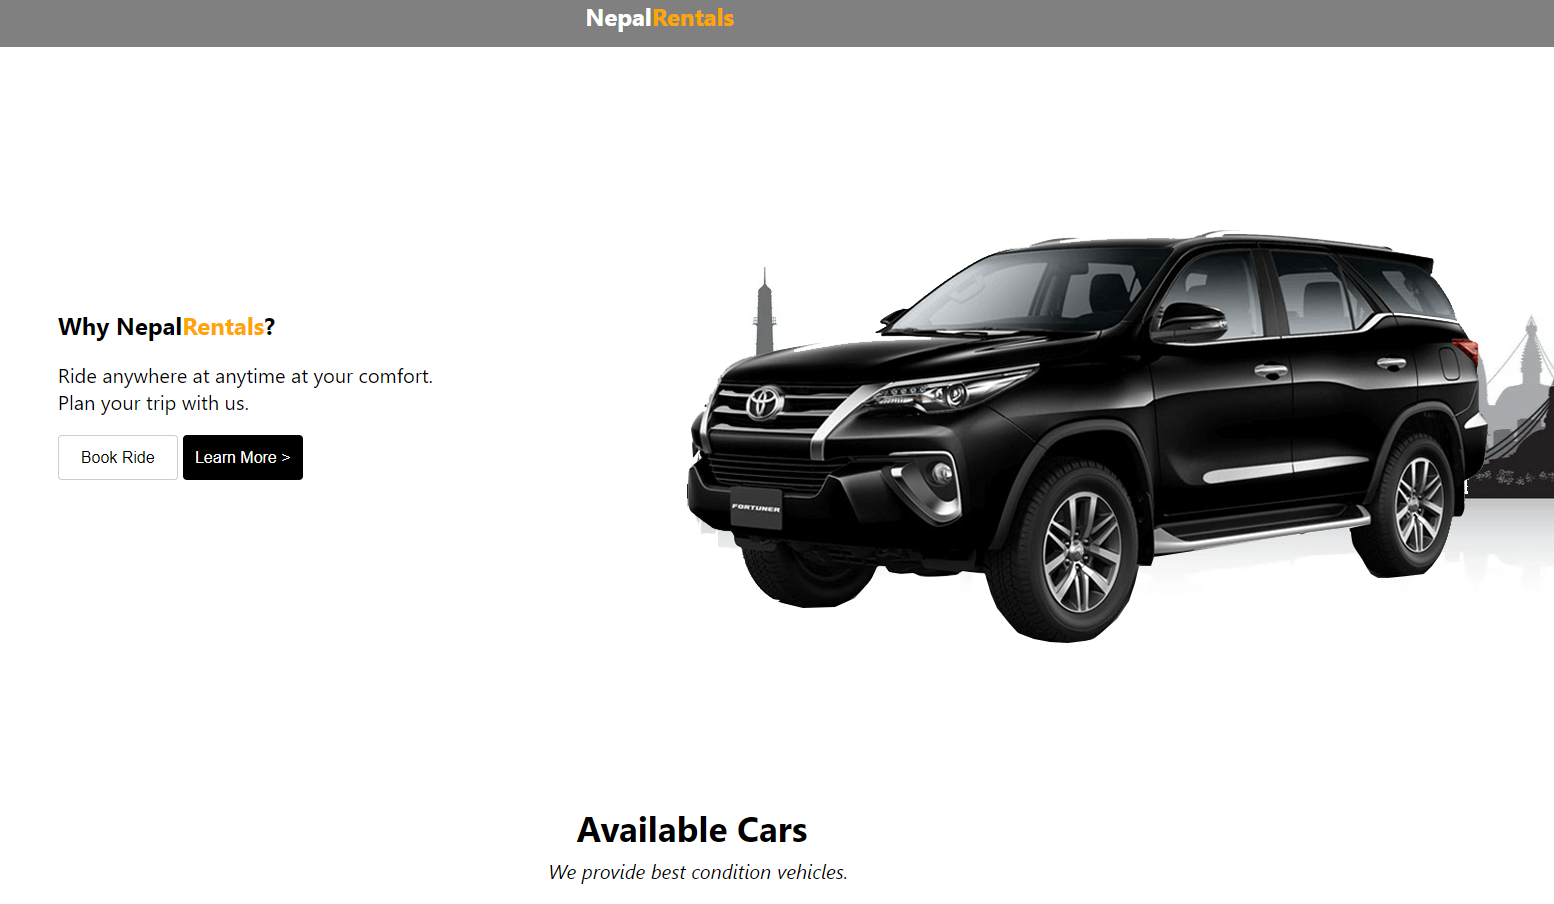 NepalRentals
Why NepalRentals?
Ride anywhere at anytime at your comfort.
Plan your trip with us.
Book Ride
Learn More >
FORTUNER
Available Cars
We provide best condition vehicles.